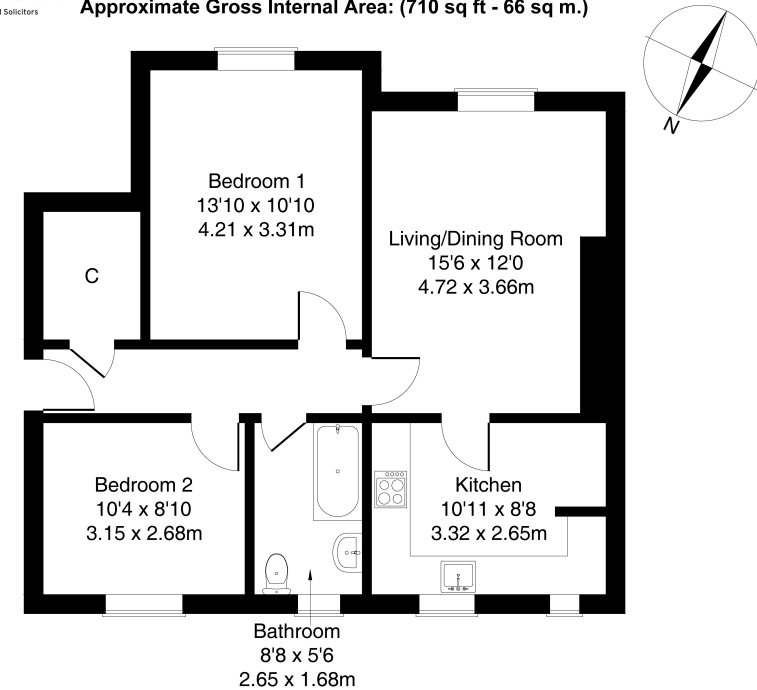 Solicitors
Approximate Gross Internal Area: (710 sq ft - 66 sq m.)
N
Bedroom 1
13'10 x 10'10
4.21 x 3.31m
Living/Dining Room
15'6 x 12'0
4.72 x 3.66m
C
Bedroom 2
10'4 x 8'10
3.15 x 2.68m
Kitchen
10'11 x 8'8
3.32 x 2.65m
Bathroom
8'8 x 5'6
2.65 x 1.68m